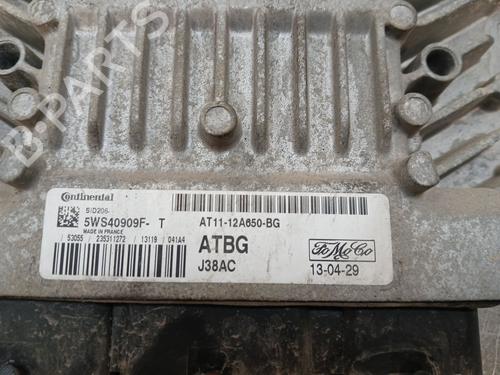 B-PARTS
Continental
SID206-
5WS40909F- T
MADE IN FRANCE
53055 235311272 13119 041A4
AT11-12A650-BG
ATBG
J38AC
FoMoCo
13-04-29